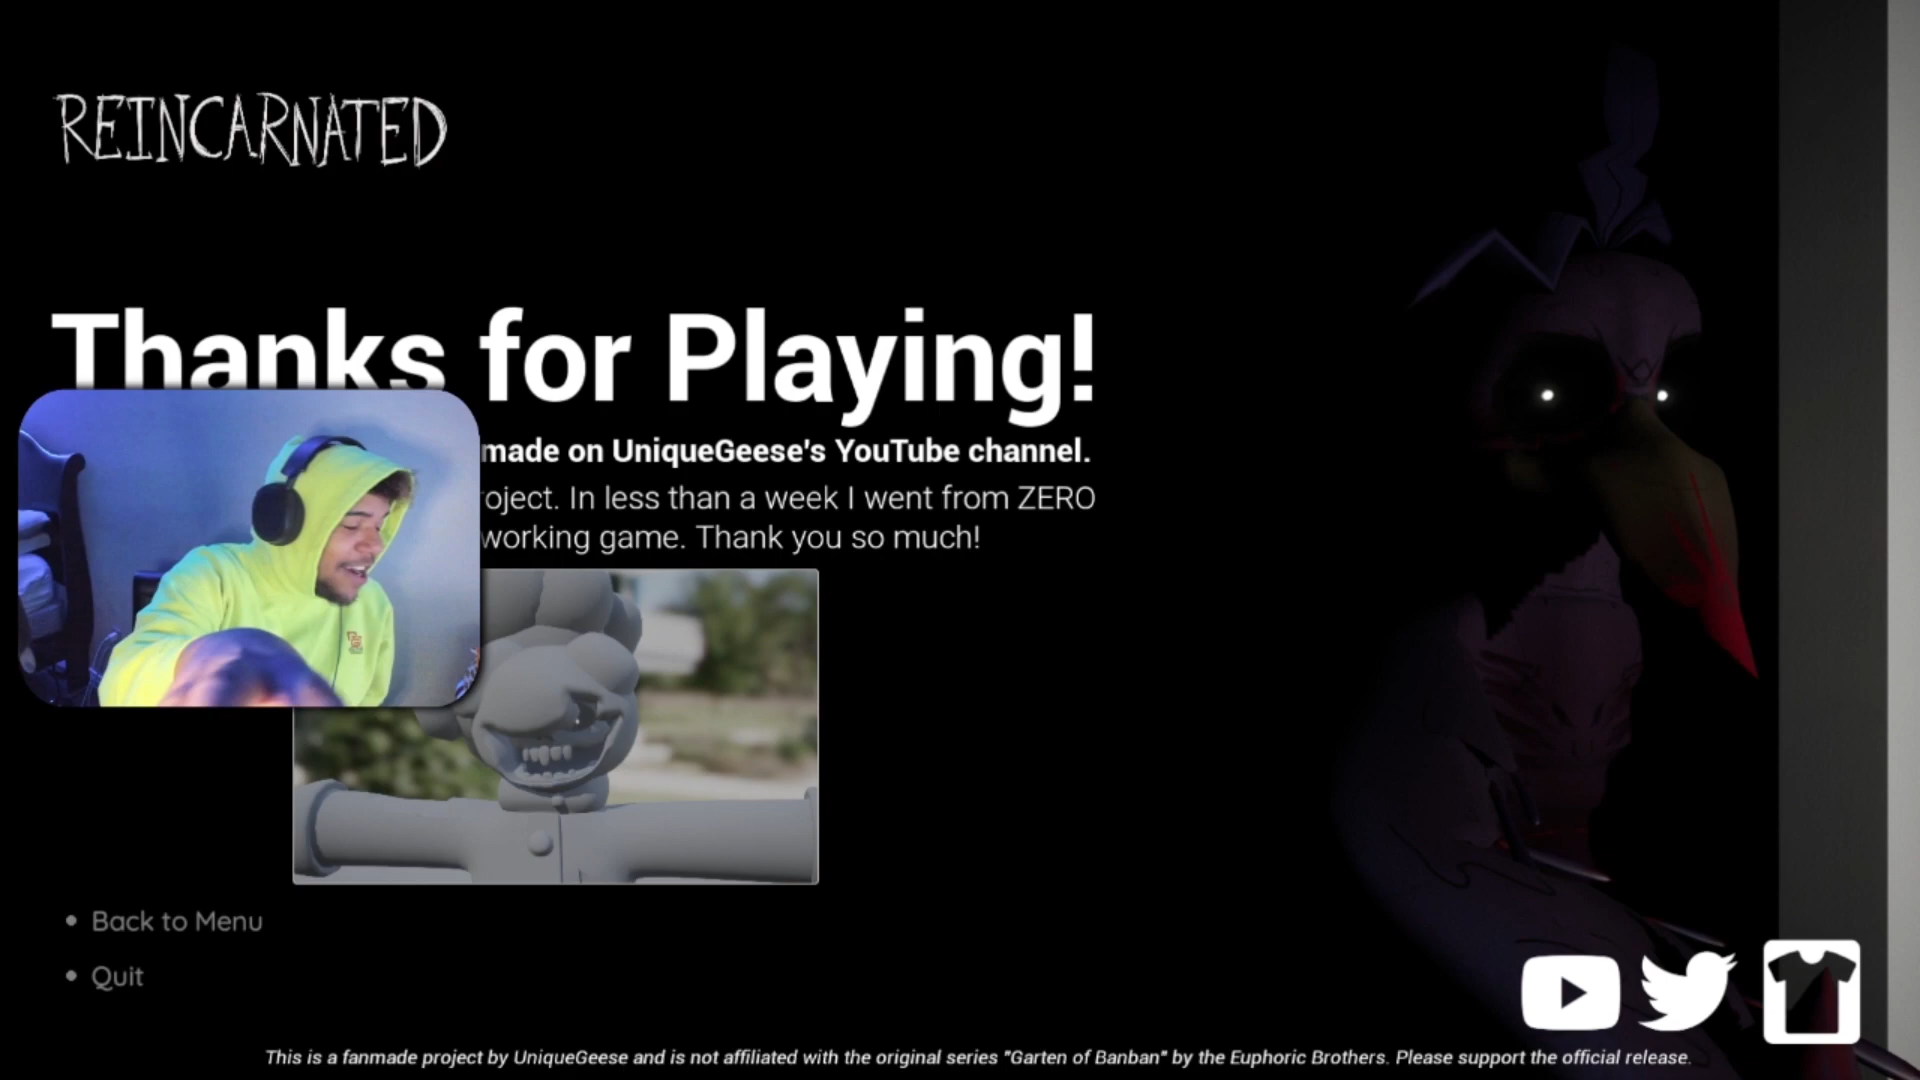 REINCARNATED
Thanks for Playing!
made on UniqueGeese's YouTube channel.
In less than a week I went from ZERO
working game. Thank you so much!
Back to Menu
Quit
This is a fanmade project by UniqueGeese and is not affiliated with the original series "Garten of Banban" by the Euphoric Brothers. Please support the official release.